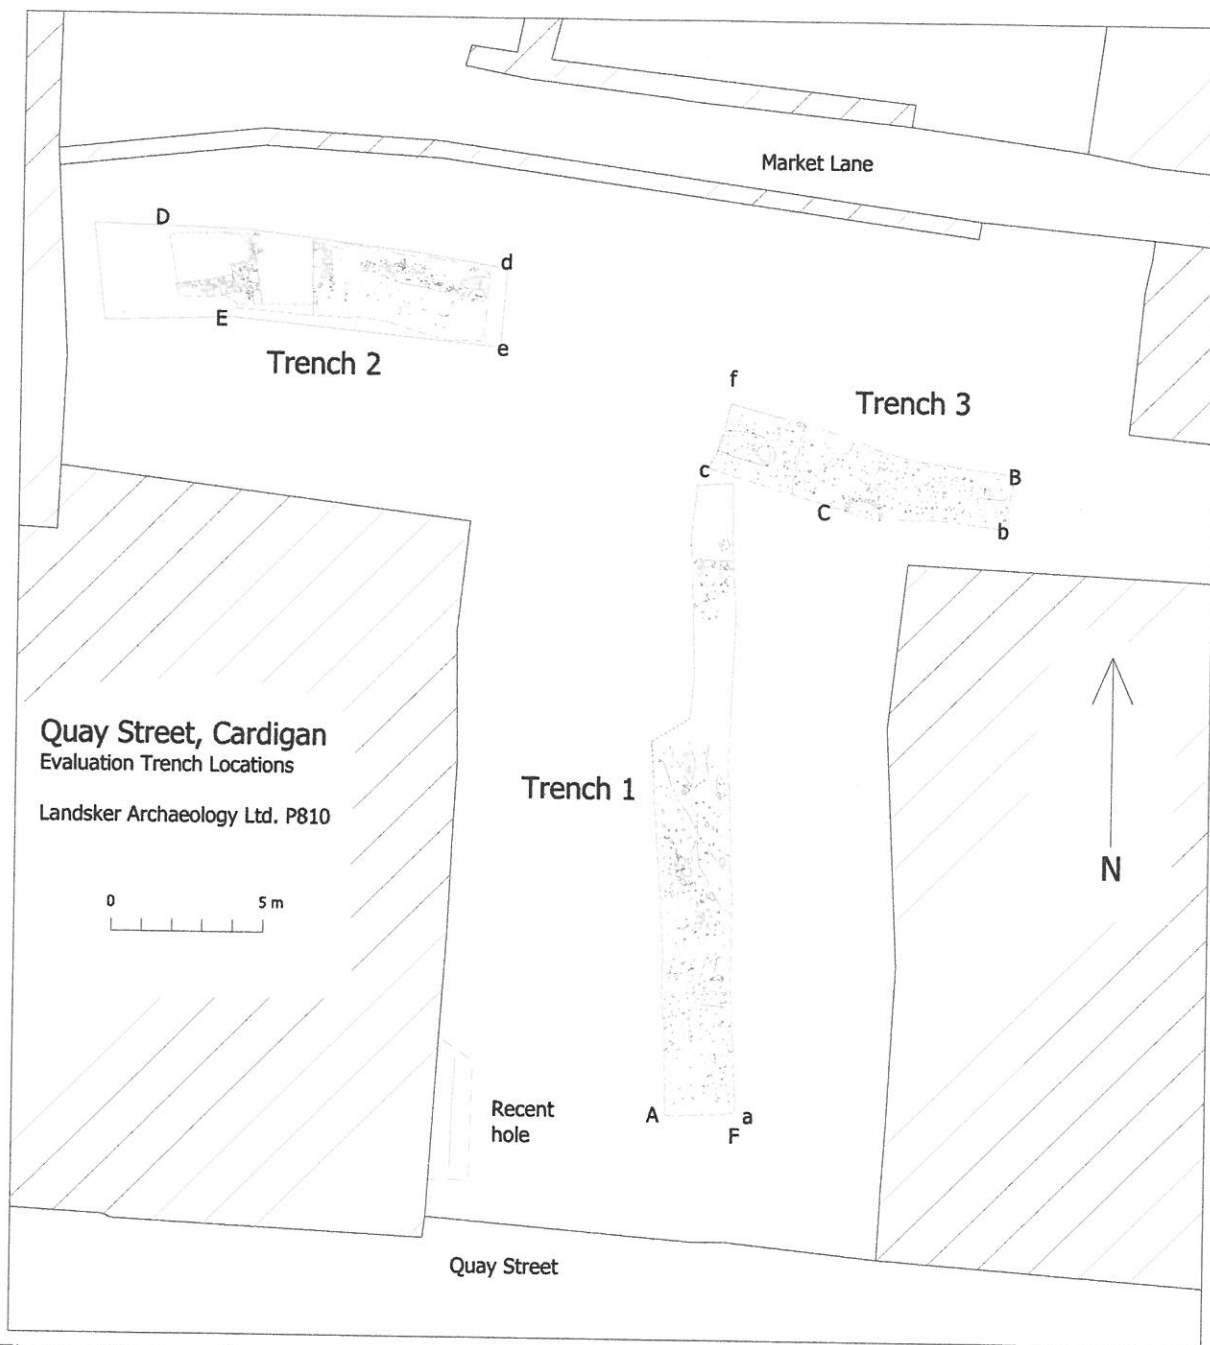 Market Lane
D
d
E
e
Trench 2
f
Trench 3
c
B
C
b
Quay Street, Cardigan
Evaluation Trench Locations
Landsker Archaeology Ltd. P810
0 5 m
Trench 1
N
Recent
hole
A
a
F
Quay Street